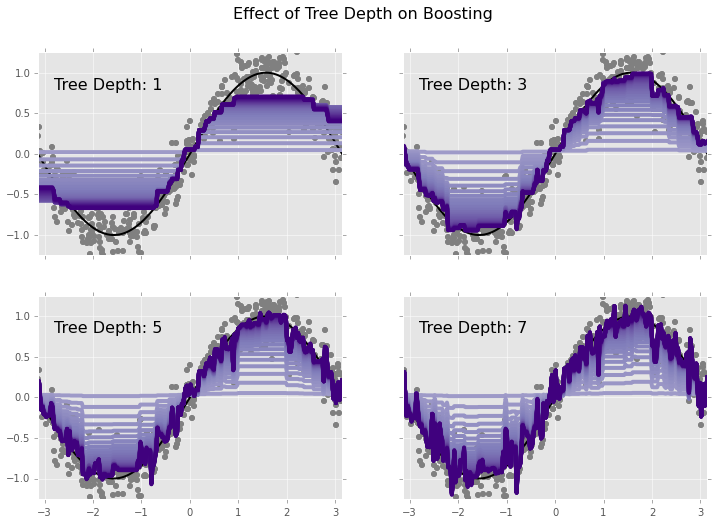 Effect of Tree Depth on Boosting
Tree Depth: 1
1.0
0.5
0.0
−0.5
−1.0
Tree Depth: 3
Tree Depth: 5
1.0
0.5
0.0
−0.5
−1.0
−3 −2 −1 0 1 2 3
Tree Depth: 7
−3 −2 −1 0 1 2 3